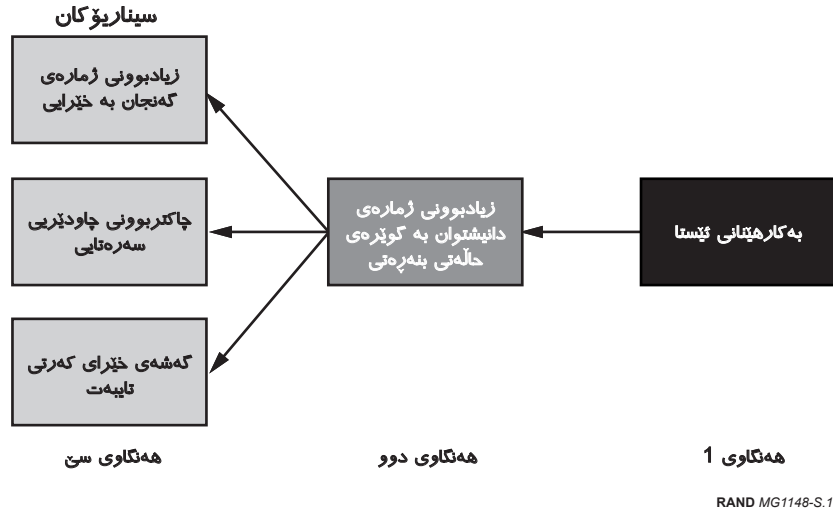 سیناریۆکان
بەکارهێنانی ئێستا
زیادبوونی ژمارەی
دانیشتوان بە گوێرەی
حاڵەتی بنەڕەتی
زیادبوونی ژمارەی
گەنجان بە خێرایی
چاکتربوونی چاودێریی
سەرەتایی
گەشەی خێرای کەرتی
تایبەت
هەنگاوی 1
هەنگاوی دوو
هەنگاوی سێ
RAND MG1148-S.1